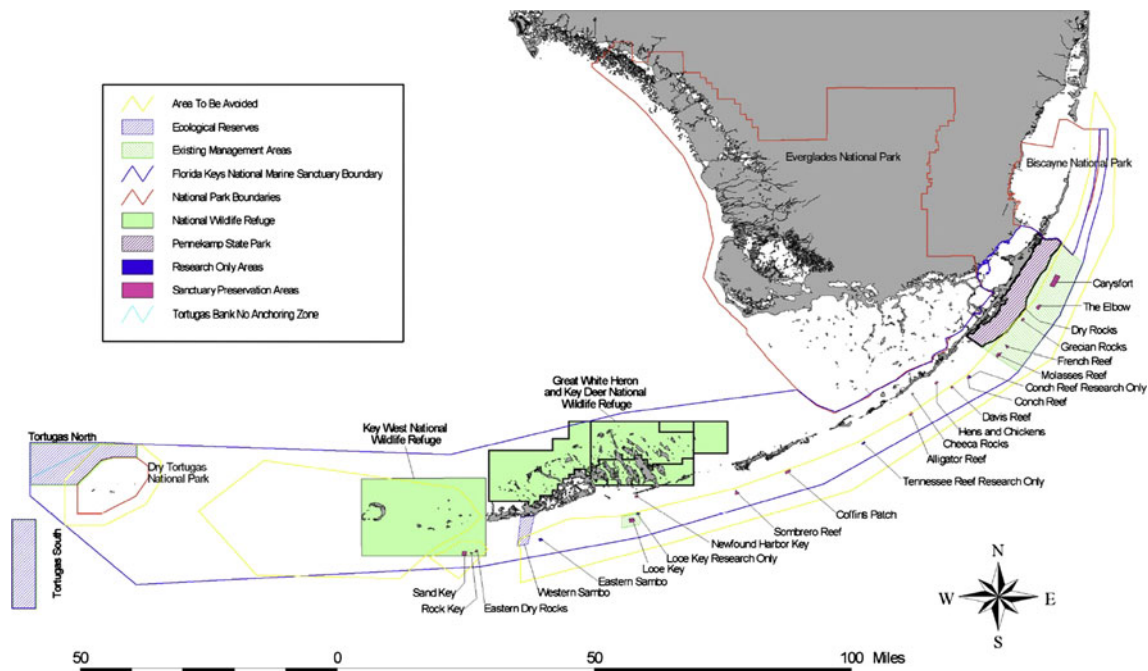 Area To Be Avoided
Ecological Reserves
Existing Management Areas
Florida Keys National Marine Sanctuary Boundary
National Park Boundaries
National Wildlife Refuge
Pennekamp State Park
Research Only Areas
Sanctuary Preservation Areas
Tortugas Bank No Anchoring Zone
Everglades National Park
Biscayne National
Park
Carysfort
The Elbow
Dry Rocks
Grecian Rocks
French Reef
Molasses Reef
Conch Reef Research Only
Conch Reef
Davis Reef
Hens and Chickens
Cheeca Rocks
Alligator Reef
Tennessee Reef Research Only
Coffins Patch
Sombrero Reef
Newfound Harbor Key
Looe Key Research Only
Looe Key
Eastern Sambo
Western Sambo
Eastern Dry Rocks
Rock Key
Sand Key
Great White Heron
and Key Deer National
Wildlife Refuge
Key West National
Wildlife Refuge
Tortugas North
Dry Tortugas
National Park
Tortugas South
N
W
E
S
50
0
50
100
Miles